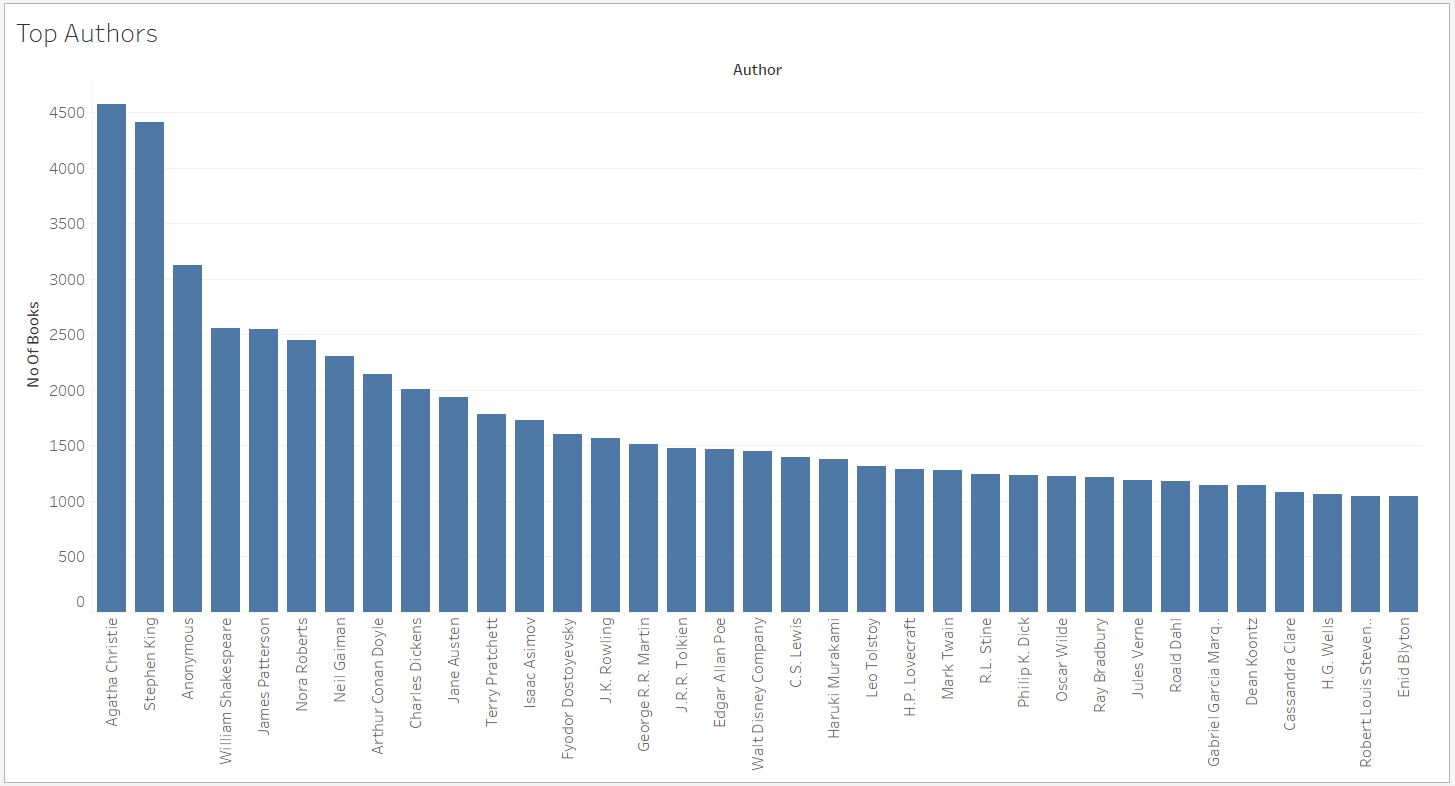 Top Authors
Author
No Of Books
4500
4000
3500
3000
2500
2000
1500
1000
500
0
Agatha Christie
Stephen King
Anonymous
William Shakespeare
James Patterson
Nora Roberts
Neil Gaiman
Arthur Conan Doyle
Charles Dickens
Jane Austen
Terry Pratchett
Isaac Asimov
Fyodor Dostoyevsky
J.K. Rowling
George R.R. Martin
J.R.R. Tolkien
Edgar Allan Poe
Walt Disney Company
C.S. Lewis
Haruki Murakami
Leo Tolstoy
H.P. Lovecraft
Mark Twain
R.L. Stine
Philip K. Dick
Oscar Wilde
Ray Bradbury
Jules Verne
Roald Dahl
Gabriel Garcia Marq..
Dean Koontz
Cassandra Clare
H.G. Wells
Robert Louis Steven..
Enid Blyton